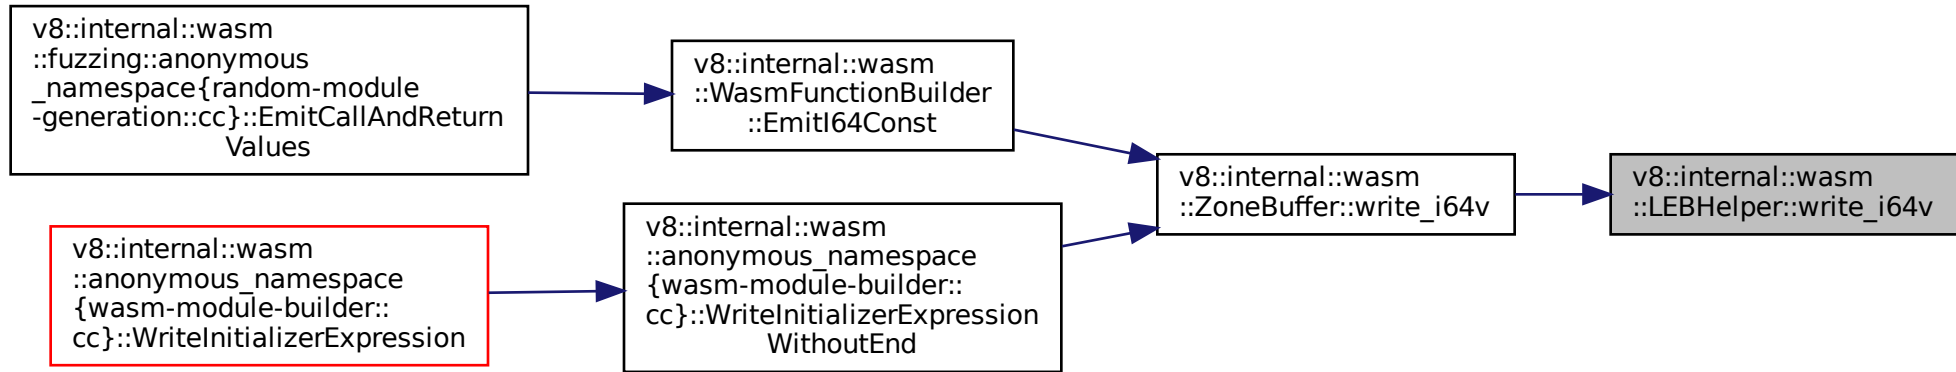 v8::internal::wasm
::fuzzing::anonymous
_namespace{random-module
-generation::cc}::EmitCallAndReturn
Values
v8::internal::wasm
::WasmFunctionBuilder
::EmitI64Const
v8::internal::wasm
::anonymous_namespace
{wasm-module-builder::
cc}::WriteInitializerExpression
v8::internal::wasm
::anonymous_namespace
{wasm-module-builder::
cc}::WriteInitializerExpression
WithoutEnd
v8::internal::wasm
::ZoneBuffer::write_i64v
v8::internal::wasm
::LEBHelper::write_i64v